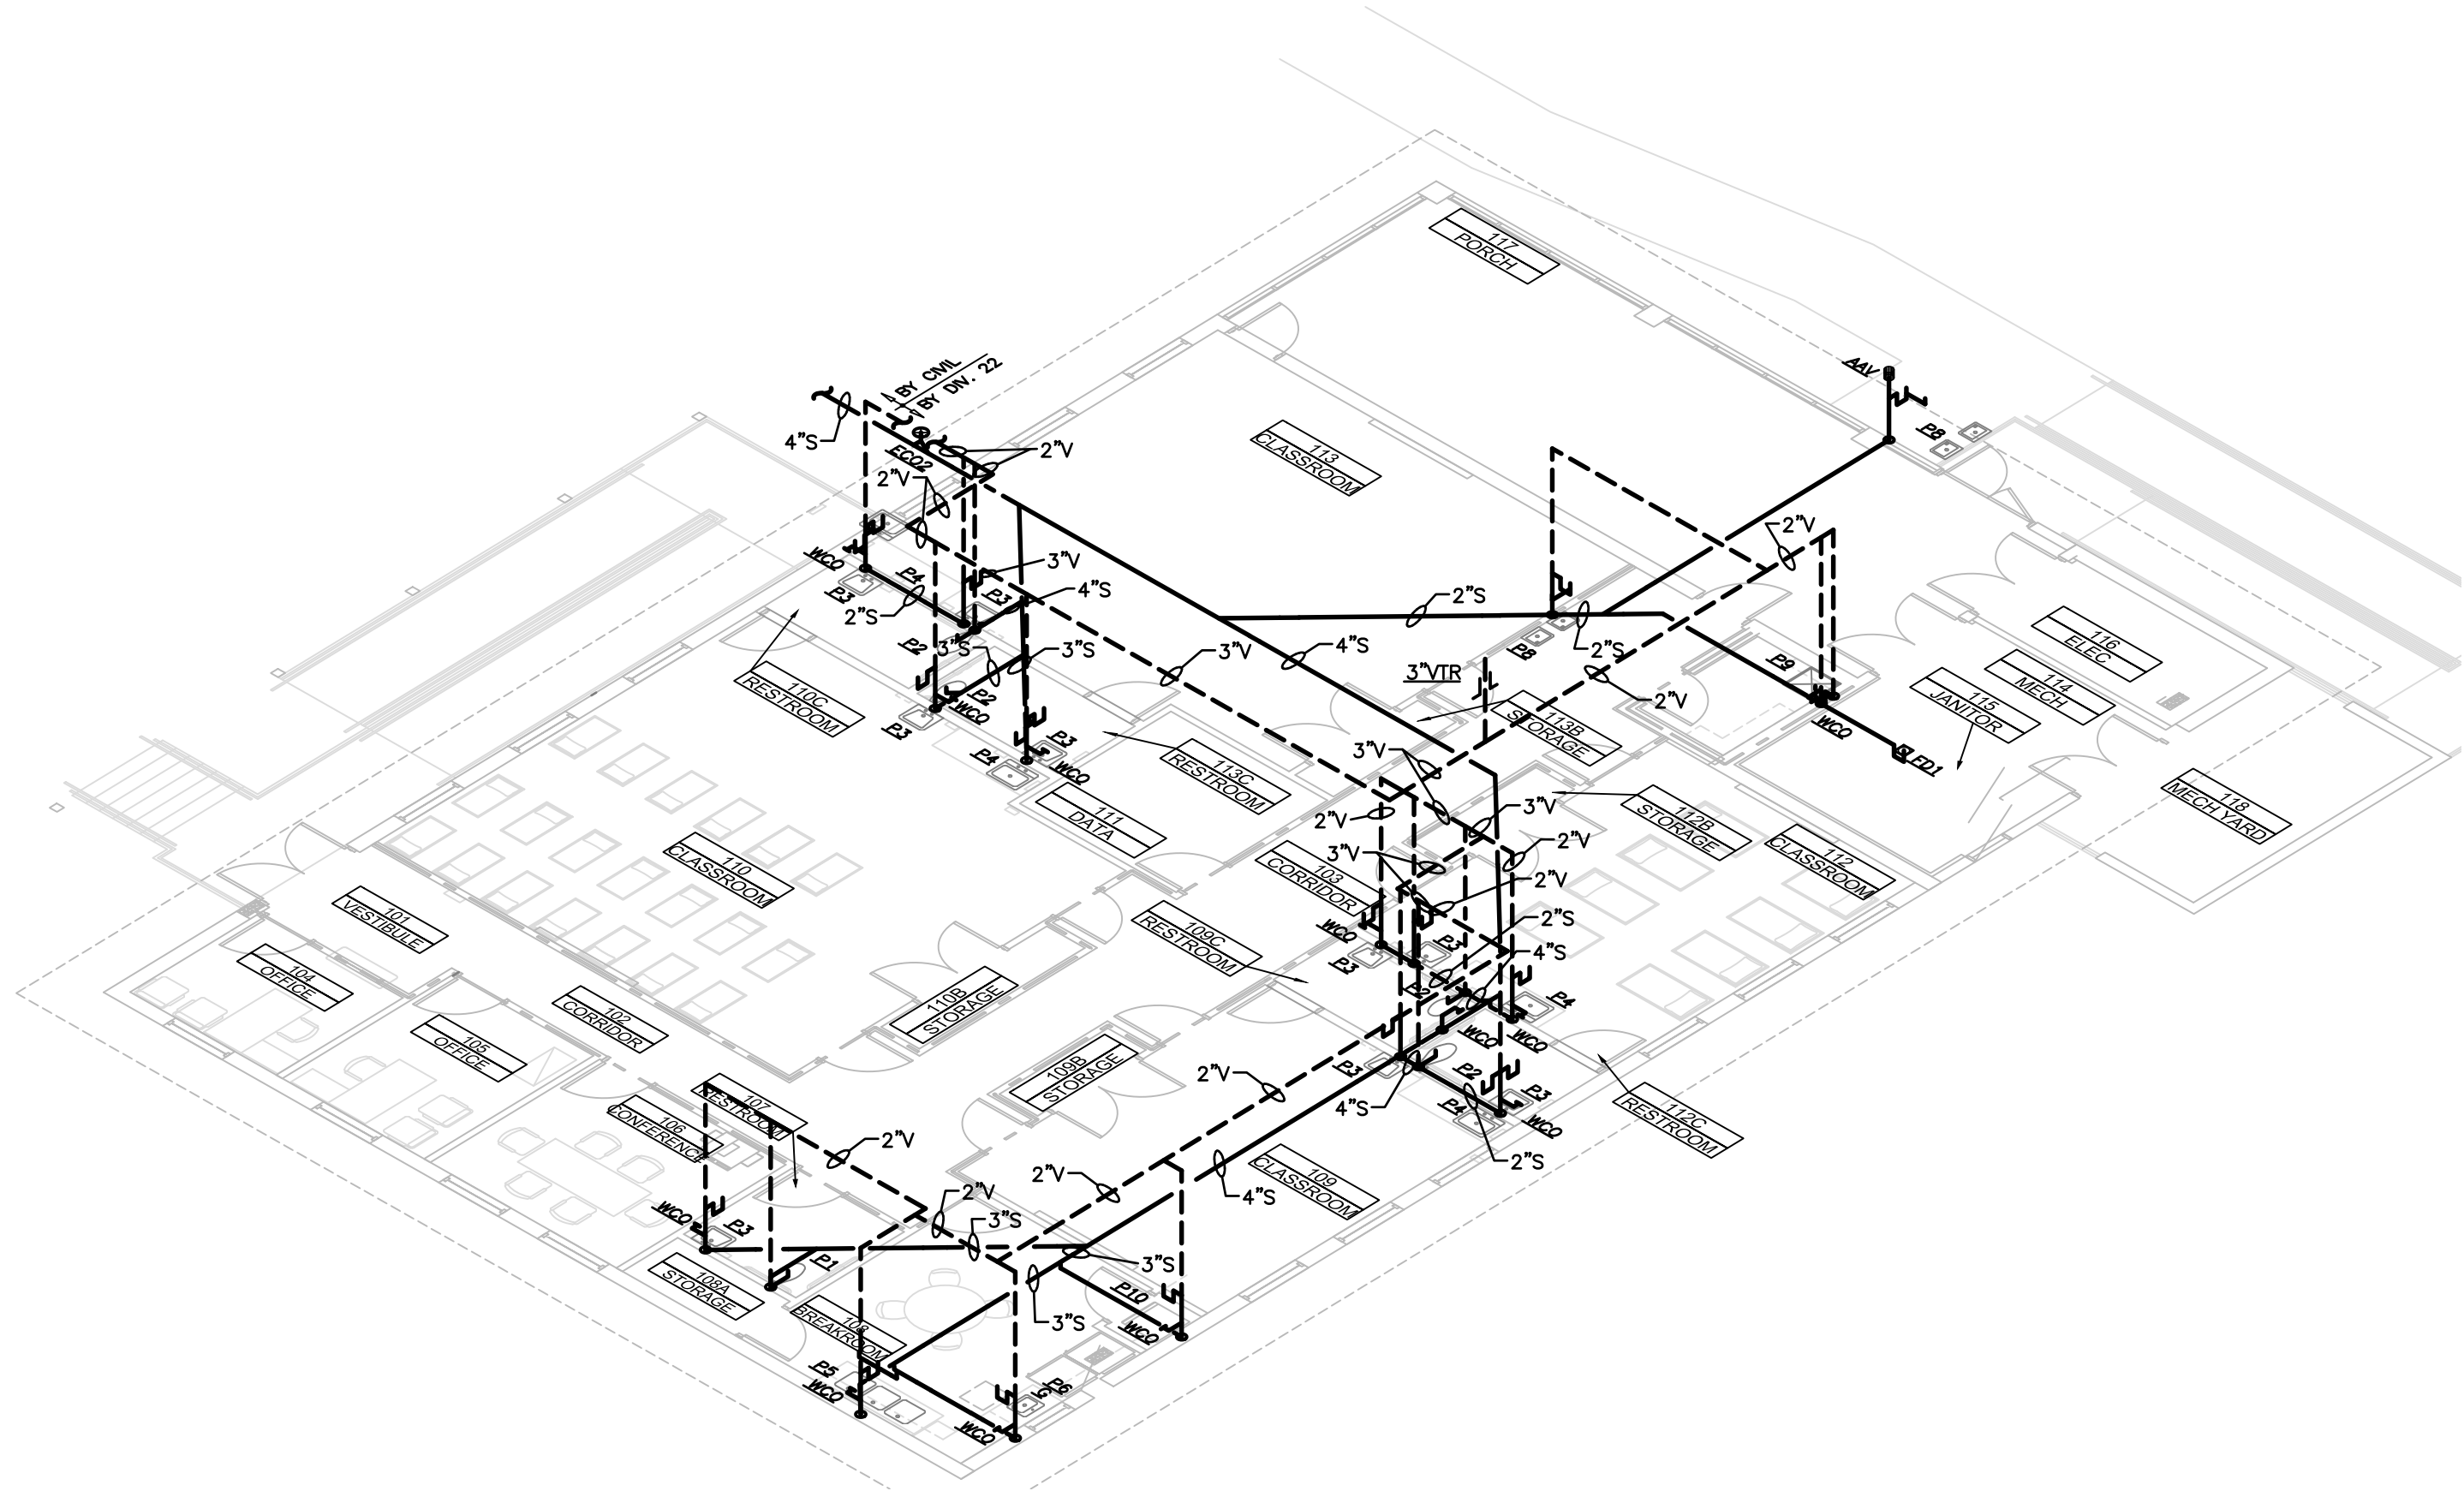 117
PORCH
BY CIVIL
BY DIV. 22
AAV
P8
4"S
ECO2
2"V
113
CLASSROOM
2"V
2"V
WCO
P4
P3
2"S
3"V
P3
4"S
2"S
116
ELEC
P2
3"S
3"S
3"V
4"S
P8
2"S
P9
114
MECH
115
JANITOR
110C
RESTROOM
P2
WCO
P3
3"VTR
2"V
113B
STORAGE
WCO
LFD1
P4
P3
WCO
113C
RESTROOM
3"V
111
DATA
2"V
3"V
112B
STORAGE
118
MECH YARD
110
CLASSROOM
3"V
2"V
112
CLASSROOM
103
CORRIDOR
2"V
101
VESTIBULE
109C
RESTROOM
WCO
P3
P3
2"S
4"S
104
OFFICE
P2
P4
102
CORRIDOR
110B
STORAGE
105
OFFICE
WCO
WCO
109B
STORAGE
2"V
P3
P2
P3
P4
WCO
4"S
112C
RESTROOM
107
RESTROOM
106
CONFERENCE
2"V
2"V
2"S
109
CLASSROOM
4"S
2"V
WCO
P3
3"S
P1
3"S
108A
STORAGE
P10
WCO
3"S
108
BREAKROOM
P5
WCO
P6
G
WCO